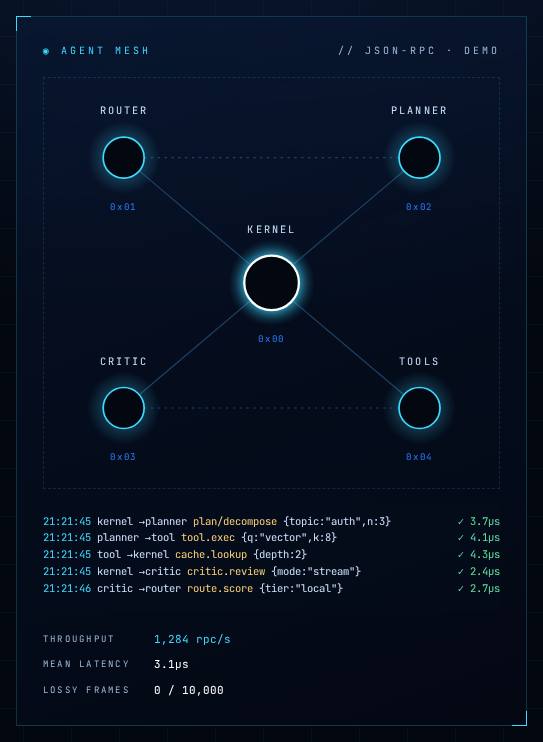 ◉ AGENT MESH
// JSON-RPC · DEMO
ROUTER
PLANNER
0x01
0x02
KERNEL
0x00
CRITIC
TOOLS
0x03
0x04
21:21:45 kernel →planner plan/decompose {topic:"auth",n:3} ✓ 3.7µs
21:21:45 planner →tool tool.exec {q:"vector",k:8} ✓ 4.1µs
21:21:45 tool →kernel cache.lookup {depth:2} ✓ 4.3µs
21:21:45 kernel →critic critic.review {mode:"stream"} ✓ 2.4µs
21:21:46 critic →router route.score {tier:"local"} ✓ 2.7µs
THROUGHPUT 1,284 rpc/s
MEAN LATENCY 3.1µs
LOSSY FRAMES 0 / 10,000